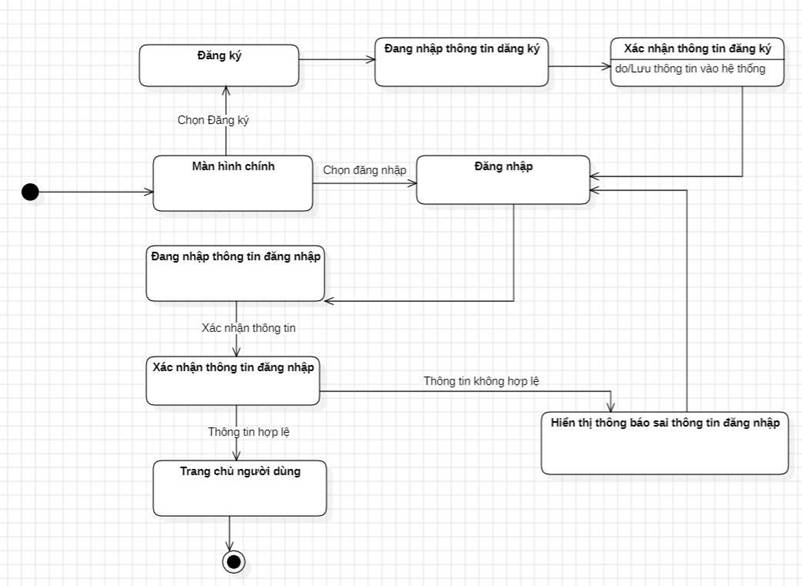 Đăng ký
Đang nhập thông tin dăng ký
Xác nhận thông tin đăng ký
do/Lưu thông tin vào hệ thống
Chọn Đăng ký
Màn hình chính
Chọn đăng nhập
Đăng nhập
Đang nhập thông tin đăng nhập
Xác nhận thông tin
Xác nhận thông tin đăng nhập
Thông tin không hợp lệ
Thông tin hợp lệ
Hiển thị thông báo sai thông tin đăng nhập
Trang chủ người dùng